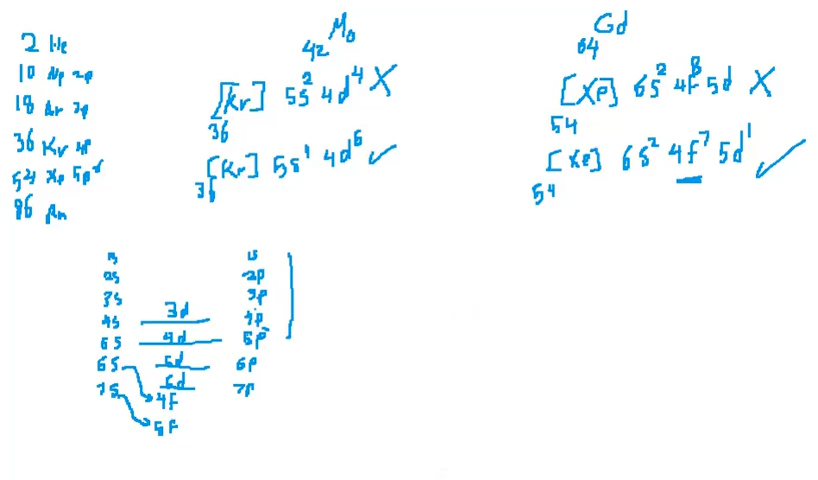 2 He
10 Ne 2p
18 Ar 3p
36 Kr 4p
54 Xe 5p⁶
86 Rn
42 Mo
[Kr] 5s² 4d⁴ X
36
[Kr] 5s¹ 4d⁵ ✓
36
64 Gd
[Xe] 6s² 4f⁸ 5d X
54
[Xe] 6s² 4f⁷ 5d¹ ✓
54
1s 1s
2s 2p
3s 3p
4s 3d 4p
5s 4d 5p
6s 5d 6p
7s 6d 7p
4f
5f